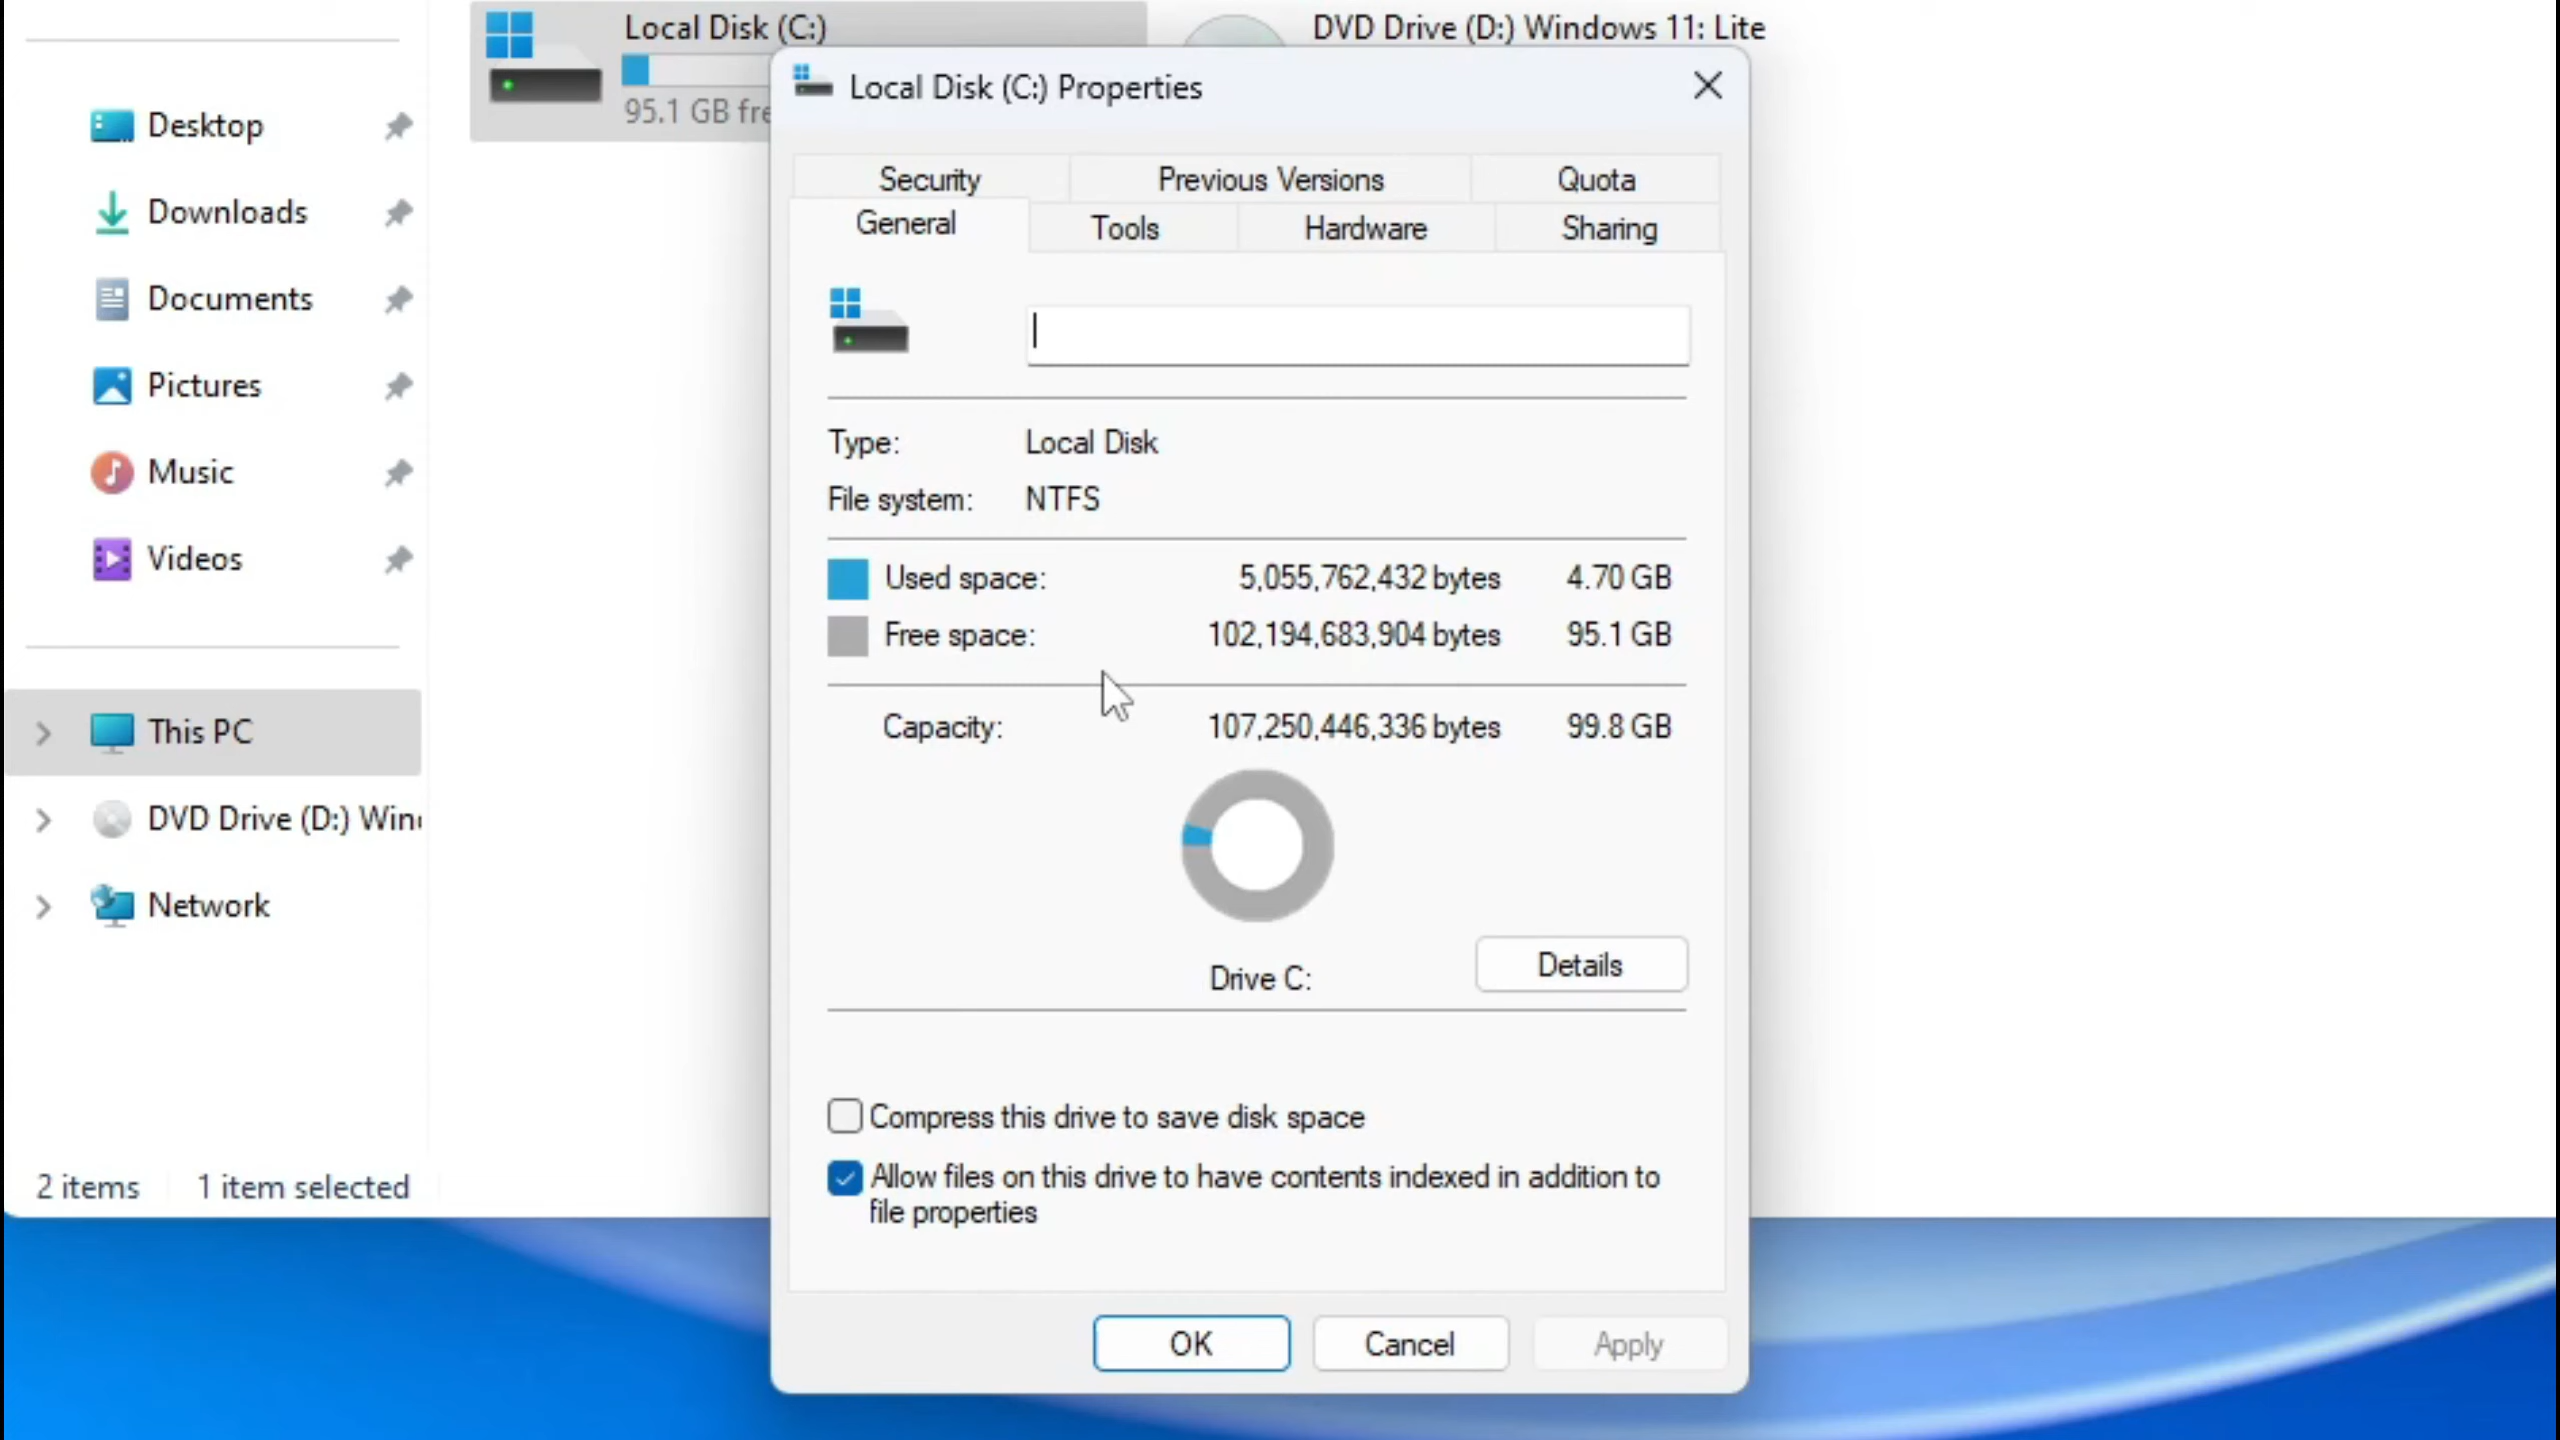 Local Disk (C:)
95.1 GB fre
DVD Drive (D:) Windows 11: Lite
Desktop
Downloads
Documents
Pictures
Music
Videos
This PC
DVD Drive (D:) Win
Network
2 items 1 item selected
Local Disk (C:) Properties
Security Previous Versions Quota
General Tools Hardware Sharing
Type: Local Disk
File system: NTFS
Used space: 5,055,762,432 bytes 4.70 GB
Free space: 102,194,683,904 bytes 95.1 GB
Capacity: 107,250,446,336 bytes 99.8 GB
Drive C:
Details
Compress this drive to save disk space
Allow files on this drive to have contents indexed in addition to
file properties
OK Cancel Apply